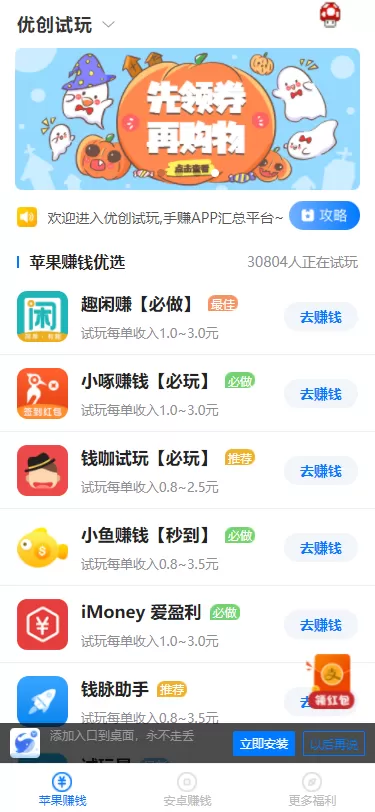 优创试玩
先领券
再购物
点击查看
欢迎进入优创试玩,手赚APP汇总平台~
攻略
苹果赚钱优选
30804人正在试玩
闲
趣闲赚【必做】 最佳
试玩每单收入1.0~3.0元
去赚钱
签到红包
小啄赚钱【必玩】 必做
试玩每单收入1.0~3.0元
去赚钱
钱咖试玩【必玩】 推荐
试玩每单收入0.8~2.5元
去赚钱
小鱼赚钱【秒到】 必做
试玩每单收入0.8~3.5元
去赚钱
iMoney 爱盈利 必做
试玩每单收入1.0~3.0元
去赚钱
钱脉助手 推荐
试玩每单收入0.8~3.5元
去
领红包
添加入口到桌面，永不走丢
立即安装
以后再说
苹果赚钱
安卓赚钱
更多福利